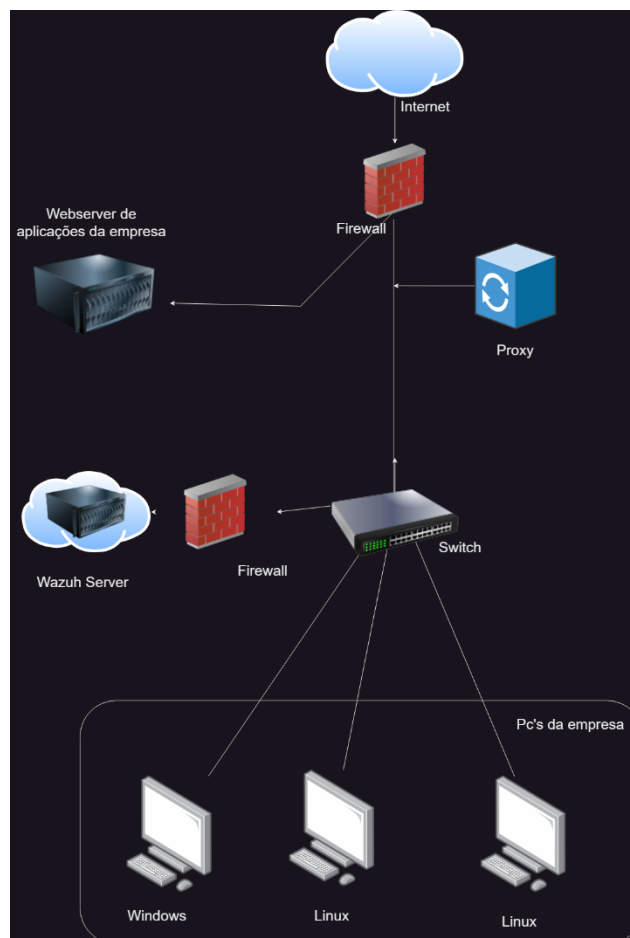 Internet
Firewall
Webserver de
aplicações da empresa
Proxy
Switch
Firewall
Wazuh Server
Pc's da empresa
Windows
Linux
Linux